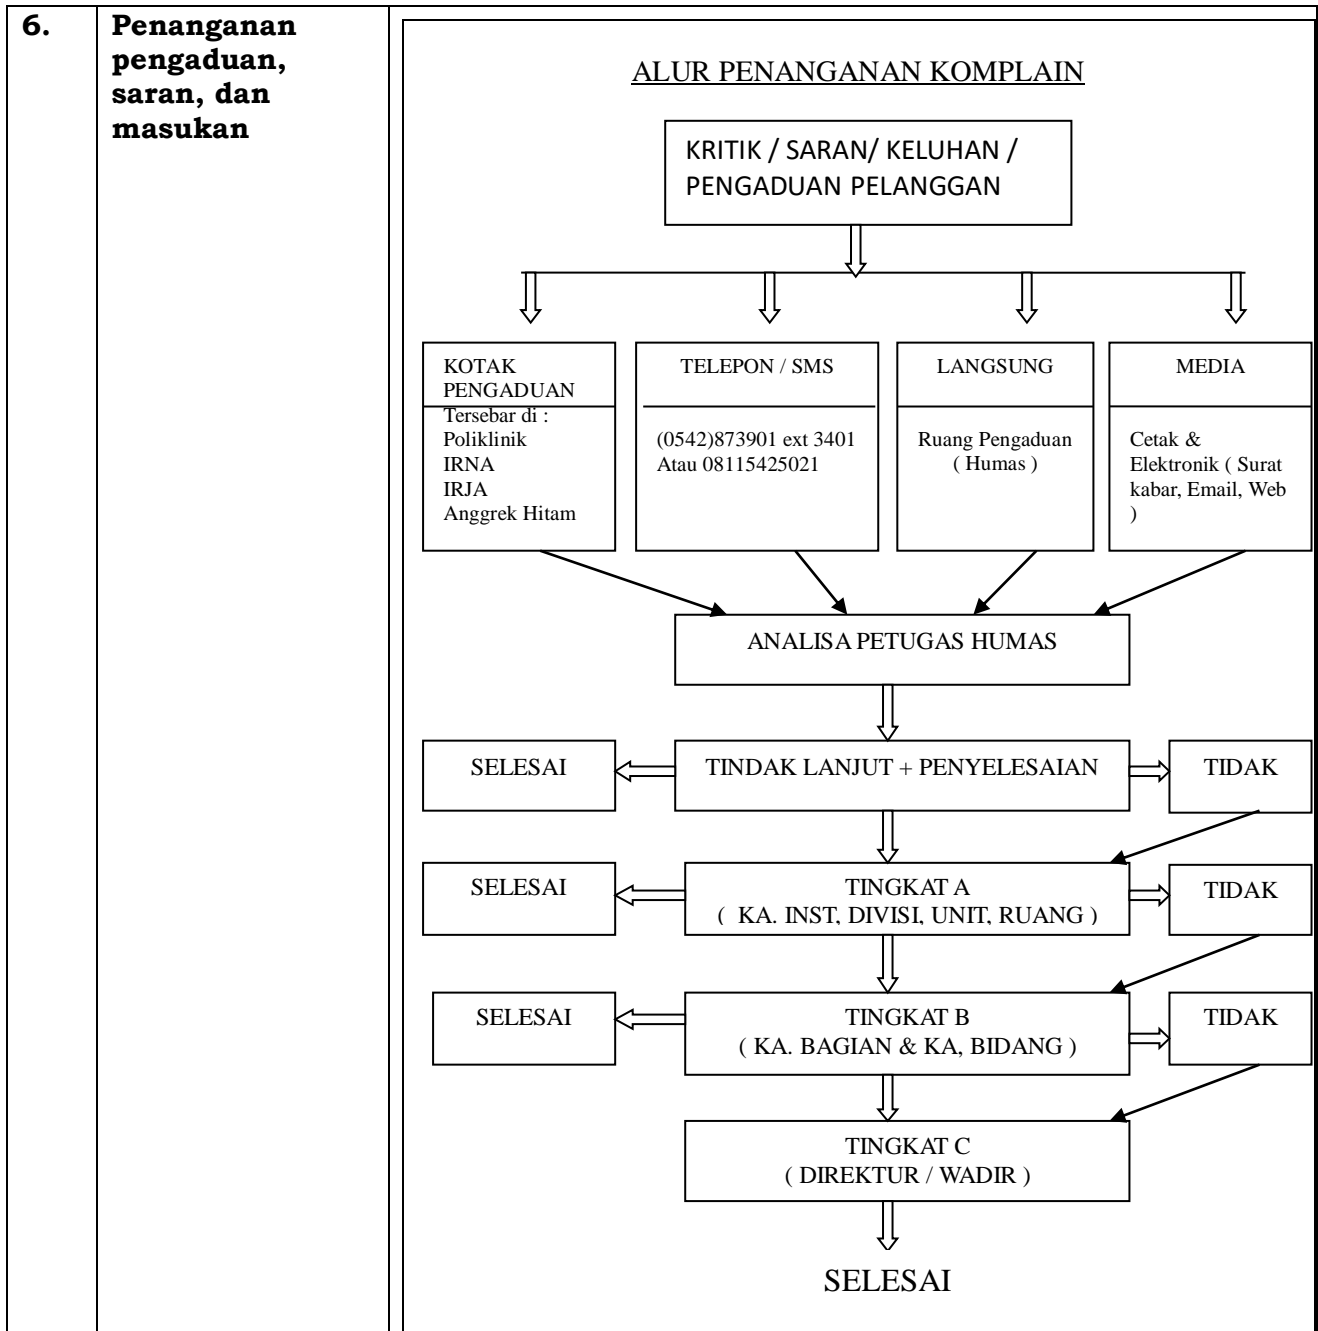 6.
Penanganan
pengaduan,
saran, dan
masukan
ALUR PENANGANAN KOMPLAIN
KRITIK / SARAN/ KELUHAN /
PENGADUAN PELANGGAN
KOTAK
PENGADUAN
Tersebar di :
Poliklinik
IRNA
IRJA
Anggrek Hitam
TELEPON / SMS
(0542)873901 ext 3401
Atau 08115425021
LANGSUNG
Ruang Pengaduan
( Humas )
MEDIA
Cetak &
Elektronik ( Surat
kabar, Email, Web
)
ANALISA PETUGAS HUMAS
SELESAI
TINDAK LANJUT + PENYELESAIAN
TIDAK
SELESAI
TINGKAT A
( KA. INST, DIVISI, UNIT, RUANG )
TIDAK
SELESAI
TINGKAT B
( KA. BAGIAN & KA, BIDANG )
TIDAK
TINGKAT C
( DIREKTUR / WADIR )
SELESAI